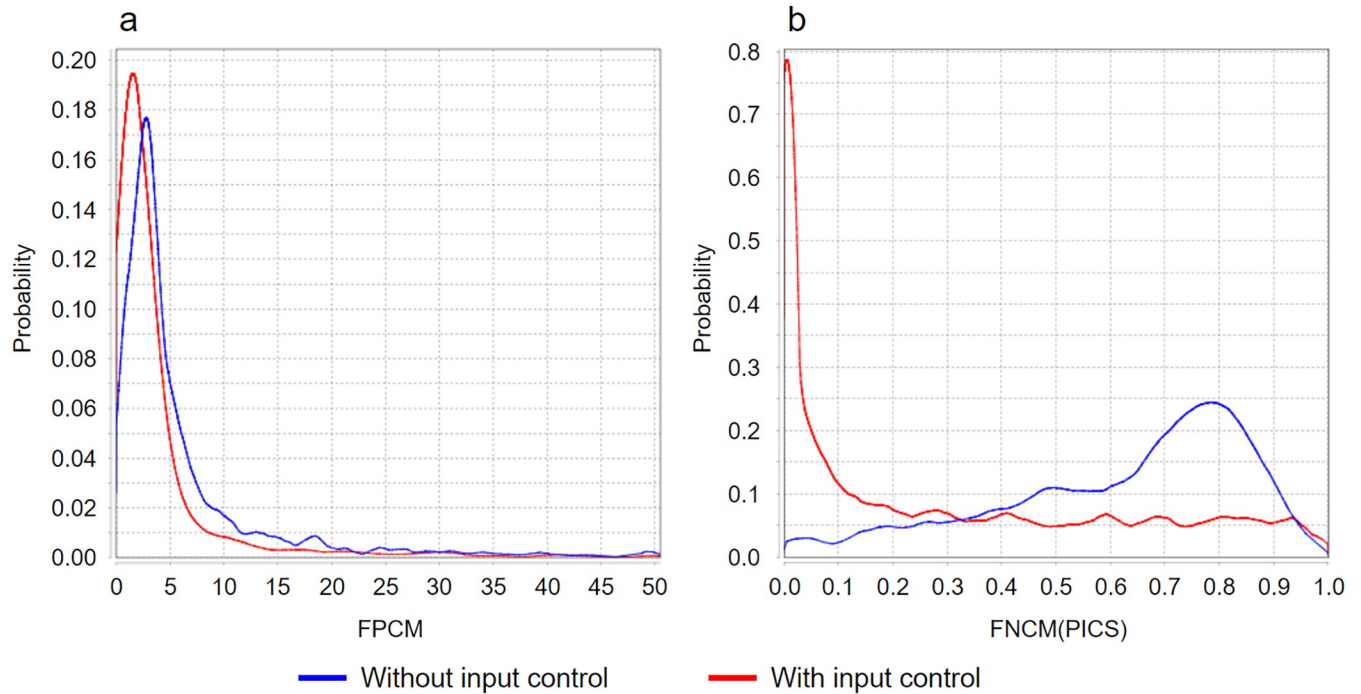 a
Probability
0.20
0.18
0.16
0.14
0.12
0.10
0.08
0.06
0.04
0.02
0.00
0 5 10 15 20 25 30 35 40 45 50
FPCM
b
Probability
0.8
0.7
0.6
0.5
0.4
0.3
0.2
0.1
0.0
0.0 0.1 0.2 0.3 0.4 0.5 0.6 0.7 0.8 0.9 1.0
FNCM(PICS)
Without input control
With input control